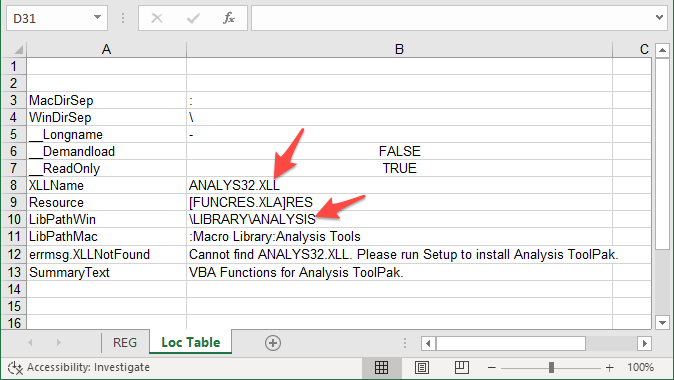 D31 fx
A B C
1
2
3 MacDirSep :
4 WinDirSep \
5 __Longname -
6 __Demandload FALSE
7 __ReadOnly TRUE
8 XLLName ANALYS32.XLL
9 Resource [FUNCRES.XLA]RES
10 LibPathWin \LIBRARY\ANALYSIS
11 LibPathMac :Macro Library:Analysis Tools
12 errmsg.XLLNotFound Cannot find ANALYS32.XLL. Please run Setup to install Analysis ToolPak.
13 SummaryText VBA Functions for Analysis ToolPak.
14
15
16
REG Loc Table
Accessibility: Investigate 100%